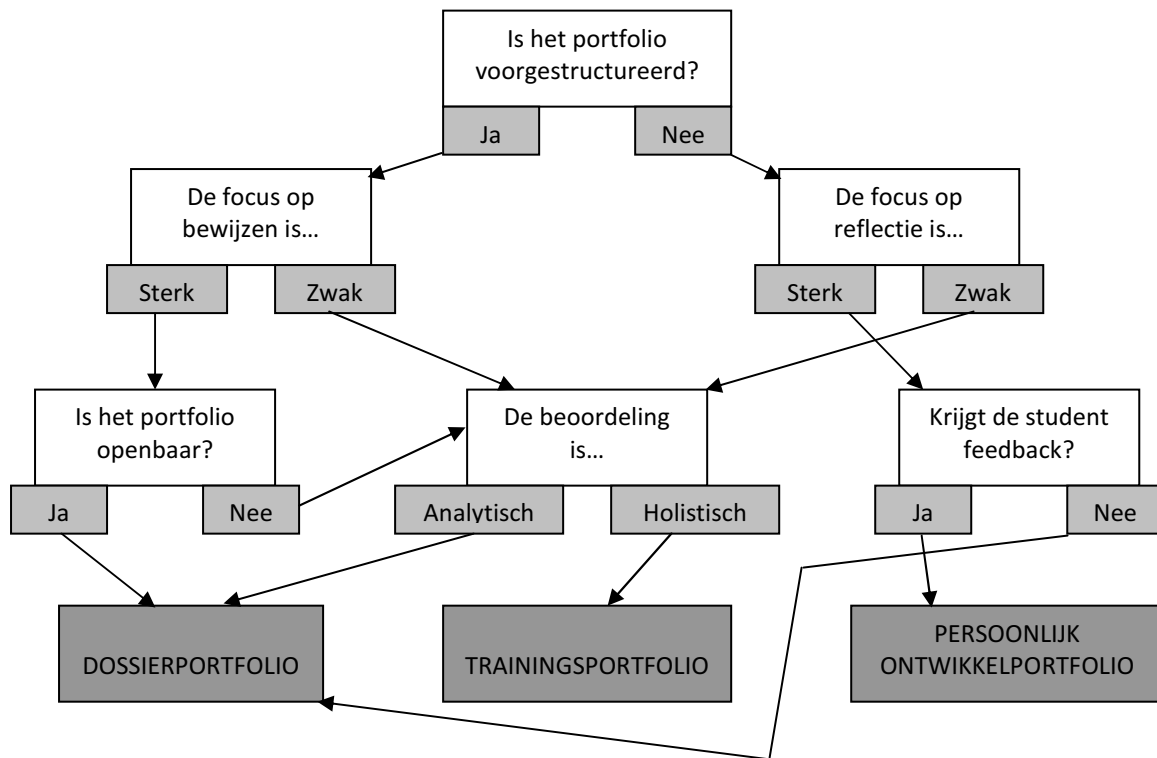 Is het portfolio
voorgestructureerd?
Ja
Nee
De focus op
bewijzen is...
De focus op
reflectie is...
Sterk
Zwak
Sterk
Zwak
Is het portfolio
openbaar?
De beoordeling
is...
Krijgt de student
feedback?
Ja
Nee
Analytisch
Holistisch
Ja
Nee
DOSSIERPORTFOLIO
TRAININGSPORTFOLIO
PERSOONLIJK
ONTWIKKELPORTFOLIO